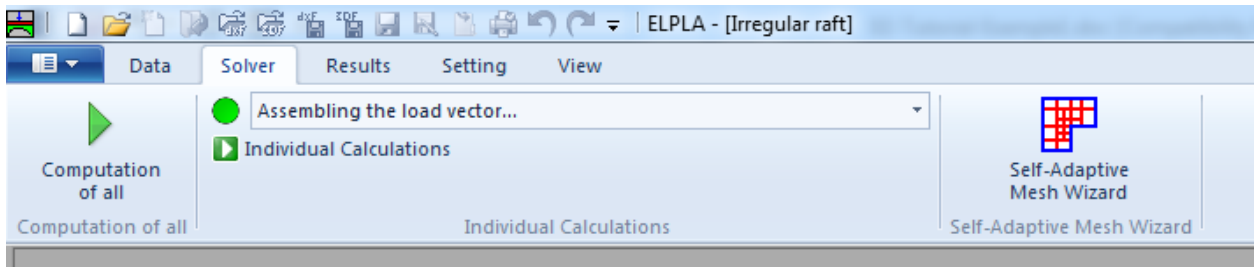 ELPLA - [Irregular raft]
Data Solver Results Setting View
Assembling the load vector...
Individual Calculations
Computation
of all
Self-Adaptive
Mesh Wizard
Computation of all Individual Calculations Self-Adaptive Mesh Wizard